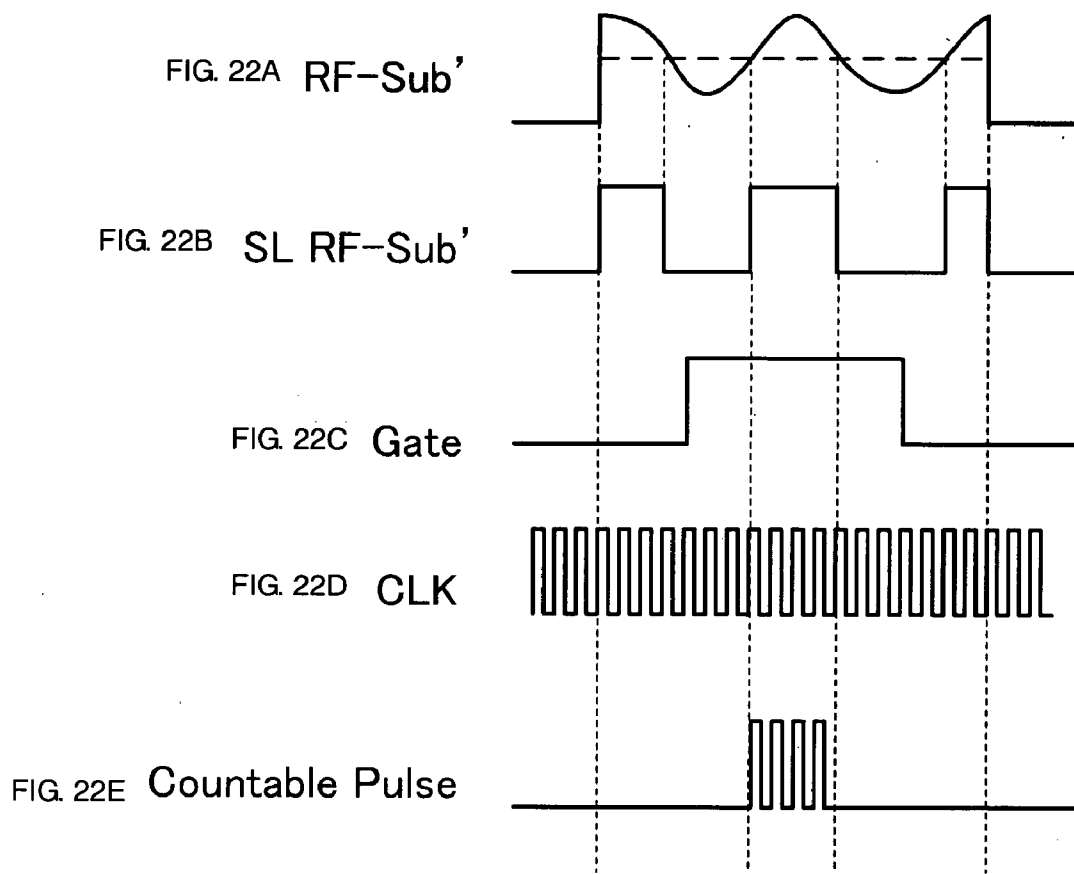 FIG. 22A RF-Sub'
FIG. 22B SL RF-Sub'
FIG. 22C Gate
FIG. 22D CLK
FIG. 22E Countable Pulse